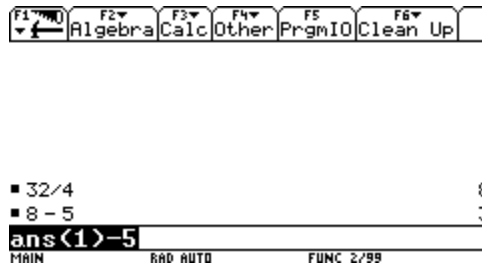 F1 F2 Algebra F3 Calc F4 Other F5 PrgmIO F6 Clean Up
32/4 8
8 - 5
ans(1)-5
MAIN RAD AUTO FUNC 2/99